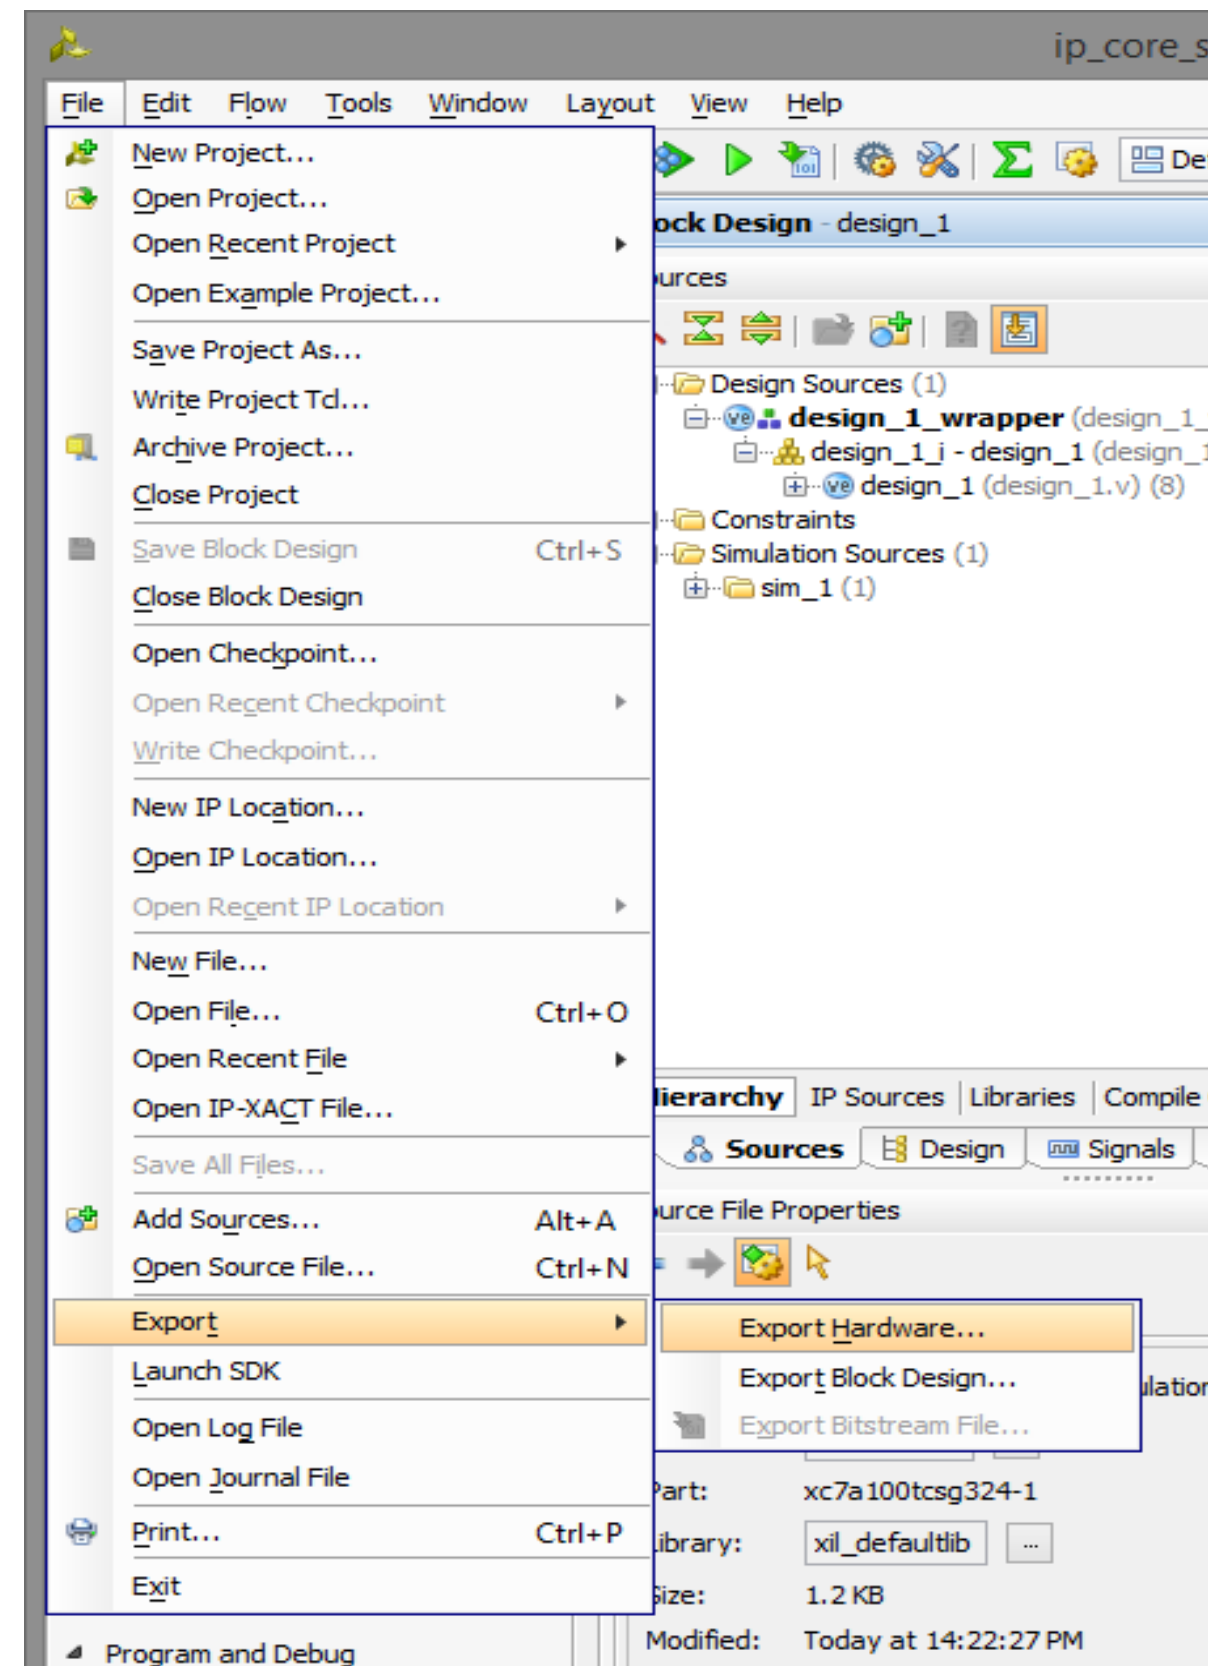 ip_core_s
File Edit Flow Tools Window Layout View Help
New Project...
Open Project...
Open Recent Project
Open Example Project...
Save Project As...
Write Project Tcl...
Archive Project...
Close Project
Save Block Design Ctrl+S
Close Block Design
Open Checkpoint...
Open Recent Checkpoint
Write Checkpoint...
New IP Location...
Open IP Location...
Open Recent IP Location
New File...
Open File... Ctrl+O
Open Recent File
Open IP-XACT File...
Save All Files...
Add Sources... Alt+A
Open Source File... Ctrl+N
Export
Launch SDK
Open Log File
Open Journal File
Print... Ctrl+P
Exit
Program and Debug
Export Hardware...
Export Block Design...
Export Bitstream File...
De
ock Design - design_1
urces
Design Sources (1)
design_1_wrapper (design_1_
design_1_i - design_1 (design_1
design_1 (design_1.v) (8)
Constraints
Simulation Sources (1)
sim_1 (1)
Hierarchy IP Sources Libraries Compile
Sources Design Signals
urce File Properties
ulation
Part: xc7a100tcsg324-1
ibrary: xil_defaultlib ...
Size: 1.2 KB
Modified: Today at 14:22:27 PM